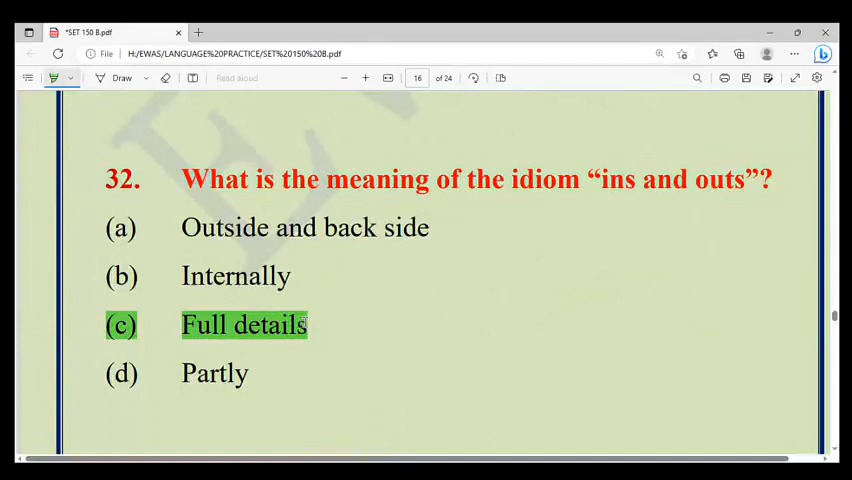 *SET 150 B.pdf
File
H:/EWAS/LANGUAGE%20PRACTICE/SET%20150%20B.pdf
Draw
Read aloud
16 of 24
32. What is the meaning of the idiom “ins and outs”?
(a) Outside and back side
(b) Internally
(c) Full details
(d) Partly